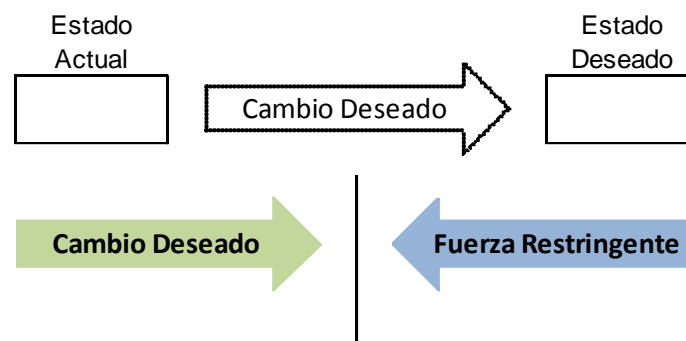 Estado
Actual
Estado
Deseado
Cambio Deseado
Cambio Deseado
Fuerza Restringente